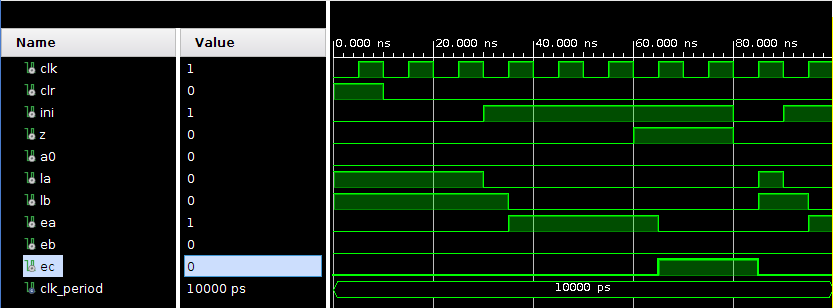 Name Value
0.000 ns 20.000 ns 40.000 ns 60.000 ns 80.000 ns
clk 1
clr 0
ini 1
z 0
a0 0
la 0
lb 0
ea 1
eb 0
ec 0
clk_period 10000 ps 10000 ps